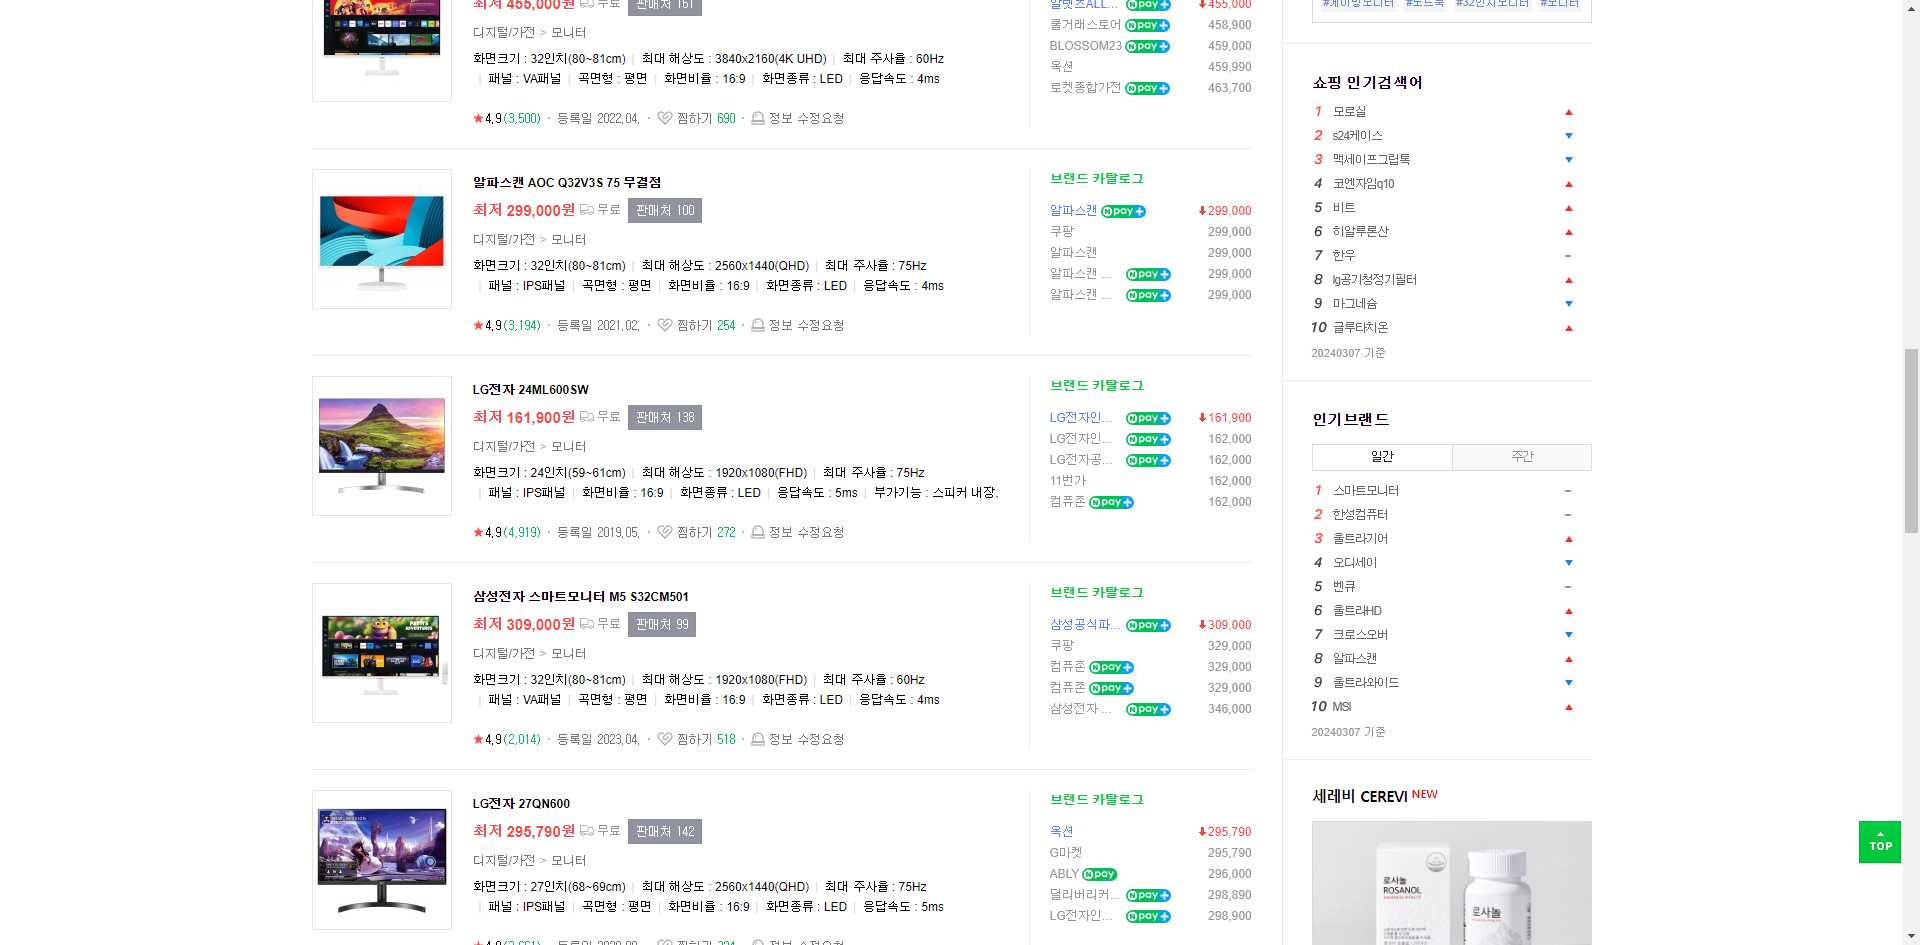 최저 455,000원 무료 판매처 161
디지털/가전 > 모니터
화면크기 : 32인치(80~81cm) | 최대 해상도 : 3840x2160(4K UHD) | 최대 주사율 : 60Hz
| 패널 : VA패널 | 곡면형 : 평면 | 화면비율 : 16:9 | 화면종류 : LED | 응답속도 : 4ms
★4.9(3,500) · 등록일 2022.04. · 찜하기 690 · 정보 수정요청
알뜻즈ALL... N pay+ 455,000
쿨거래스토어 N pay+ 458,900
BLOSSOM23 N pay+ 459,000
옥션 459,990
로켓종합가전 N pay+ 463,700
알파스캔 AOC Q32V3S 75 무결점
최저 299,000원 무료 판매처 100
디지털/가전 > 모니터
화면크기 : 32인치(80~81cm) | 최대 해상도 : 2560x1440(QHD) | 최대 주사율 : 75Hz
| 패널 : IPS패널 | 곡면형 : 평면 | 화면비율 : 16:9 | 화면종류 : LED | 응답속도 : 4ms
★4.9(3,194) · 등록일 2021.02. · 찜하기 254 · 정보 수정요청
브랜드 카탈로그
알파스캔 N pay+ 299,000
쿠팡 299,000
알파스캔 299,000
알파스캔 ... N pay+ 299,000
알파스캔 ... N pay+ 299,000
LG전자 24ML600SW
최저 161,900원 무료 판매처 138
디지털/가전 > 모니터
화면크기 : 24인치(59~61cm) | 최대 해상도 : 1920x1080(FHD) | 최대 주사율 : 75Hz
| 패널 : IPS패널 | 화면비율 : 16:9 | 화면종류 : LED | 응답속도 : 5ms | 부가기능 : 스피커 내장,
★4.9(4,919) · 등록일 2019.05. · 찜하기 272 · 정보 수정요청
브랜드 카탈로그
LG전자인... N pay+ 161,900
LG전자인... N pay+ 162,000
LG전자공... N pay+ 162,000
11번가 162,000
컴퓨존 N pay+ 162,000
삼성전자 스마트모니터 M5 S32CM501
최저 309,000원 무료 판매처 99
디지털/가전 > 모니터
화면크기 : 32인치(80~81cm) | 최대 해상도 : 1920x1080(FHD) | 최대 주사율 : 60Hz
| 패널 : VA패널 | 곡면형 : 평면 | 화면비율 : 16:9 | 화면종류 : LED | 응답속도 : 4ms
★4.9(2,014) · 등록일 2023.04. · 찜하기 518 · 정보 수정요청
브랜드 카탈로그
삼성공식파... N pay+ 309,000
쿠팡 329,000
컴퓨존 N pay+ 329,000
컴퓨존 N pay+ 329,000
삼성전자 ... N pay+ 346,000
LG전자 27QN600
최저 295,790원 무료 판매처 142
디지털/가전 > 모니터
화면크기 : 27인치(68~69cm) | 최대 해상도 : 2560x1440(QHD) | 최대 주사율 : 75Hz
| 패널 : IPS패널 | 곡면형 : 평면 | 화면비율 : 16:9 | 화면종류 : LED | 응답속도 : 5ms
브랜드 카탈로그
옥션 295,790
G마켓 295,790
ABLY N pay 296,000
딜리버리커... N pay+ 298,890
LG전자인... N pay+ 298,900
#게이밍모니터 #노트북 #32인치모니터 #모니터
쇼핑 인기검색어
1 모로실
2 s24케이스
3 맥세이프그립톡
4 코엔자임q10
5 비트
6 히알루론산
7 한우
8 lg공기청정기필터
9 마그네슘
10 글루타치온
20240307 기준
인기브랜드
일간 주간
1 스마트모니터
2 한성컴퓨터
3 울트라기어
4 오디세이
5 벤큐
6 울트라HD
7 크로스오버
8 알파스캔
9 울트라와이드
10 MSI
20240307 기준
세레비 CEREVI NEW
로사놀
ROSANOL
로사놀
TOP